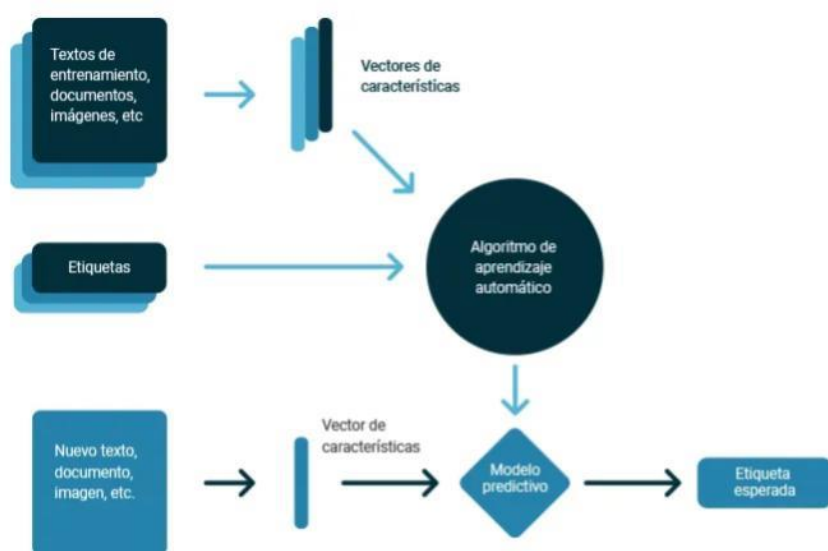 Textos de
entrenamiento,
documentos,
imágenes, etc
Vectores de
características
Etiquetas
Algoritmo de
aprendizaje
automático
Nuevo texto,
documento,
imagen, etc.
Vector de
características
Modelo
predictivo
Etiqueta
esperada